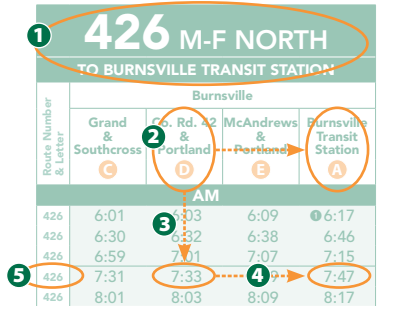 1
426 M-F NORTH
TO BURNSVILLE TRANSIT STATION
Route Number
& Letter
Burnsville
Grand & Southcross C
2
Co. Rd. 42 & Portland D
McAndrews & Portland E
Burnsville Transit Station A
AM
426 6:01 6:03 6:09 ! 6:17
3
426 6:30 6:32 6:38 6:46
426 6:59 7:01 7:07 7:15
5 426 7:31 7:33 4 7:47
426 8:01 8:03 8:09 8:17